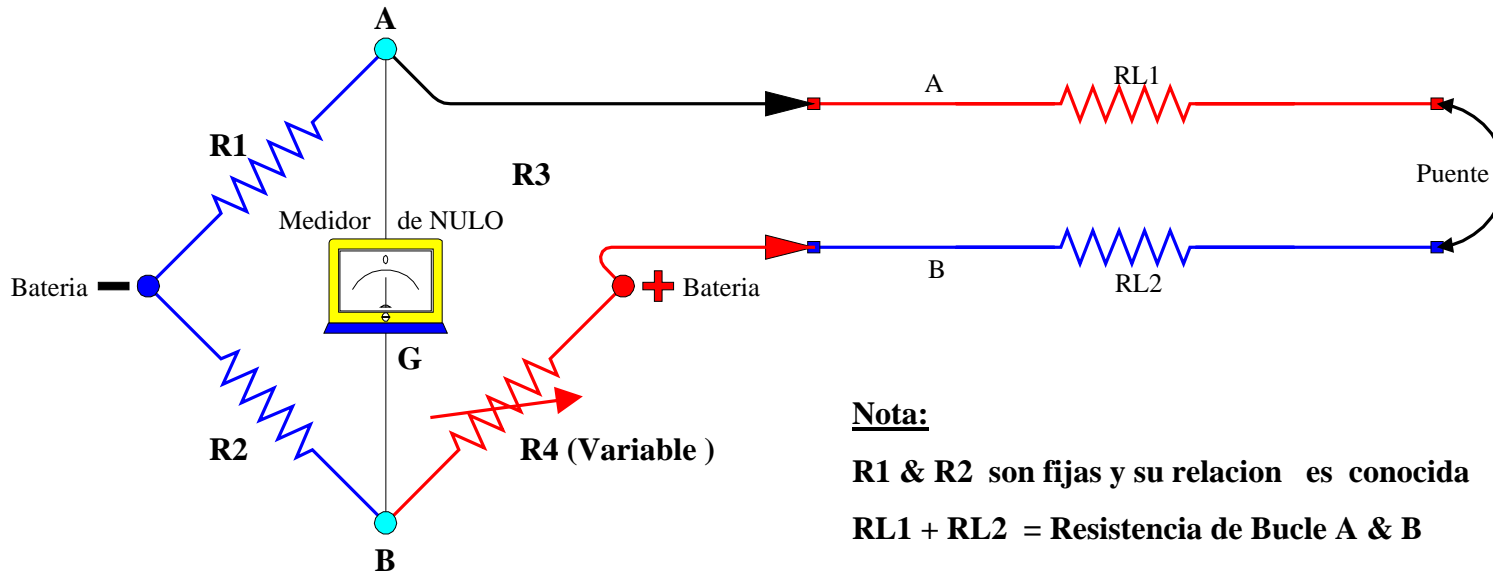 A
R1
R3
Medidor de NULO
0
Bateria
Bateria
G
R2
R4 (Variable )
B
A
RL1
Puente
B
RL2
Nota:
R1 & R2 son fijas y su relacion es conocida
RL1 + RL2 = Resistencia de Bucle A & B